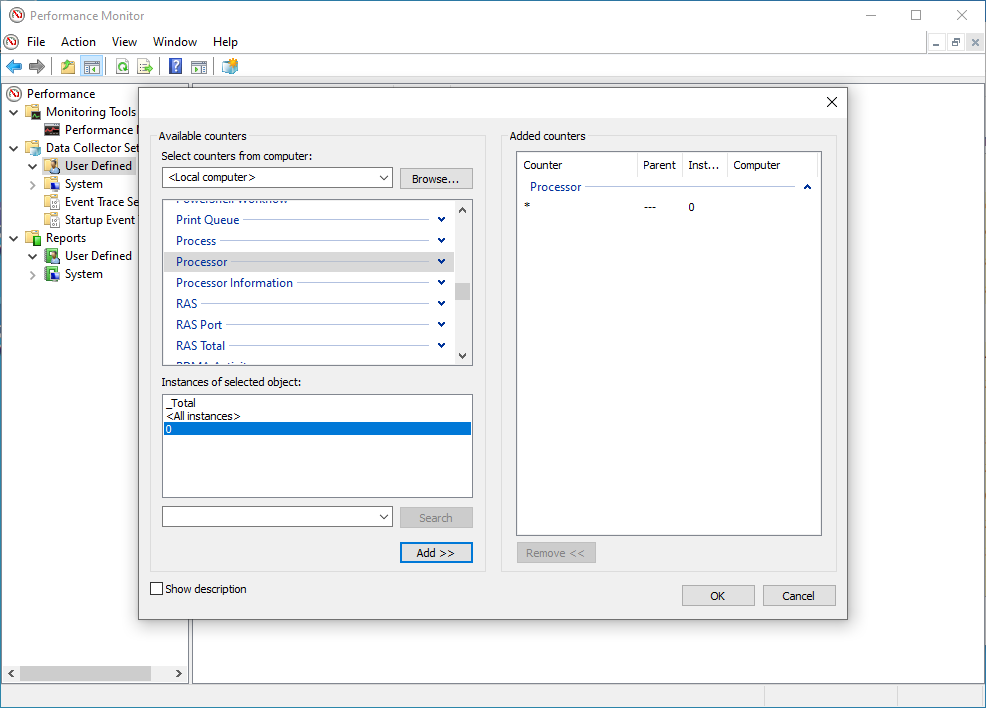 Performance Monitor
File Action View Window Help
Performance
Monitoring Tools
Performance
Data Collector Set
User Defined
System
Event Trace Se
Startup Event
Reports
User Defined
System
Available counters
Select counters from computer:
<Local computer>
Browse...
Print Queue
Process
Processor
Processor Information
RAS
RAS Port
RAS Total
Instances of selected object:
_Total
<All instances>
0
Search
Add >>
Show description
Added counters
Counter Parent Inst... Computer
Processor
* --- 0
Remove <<
OK Cancel